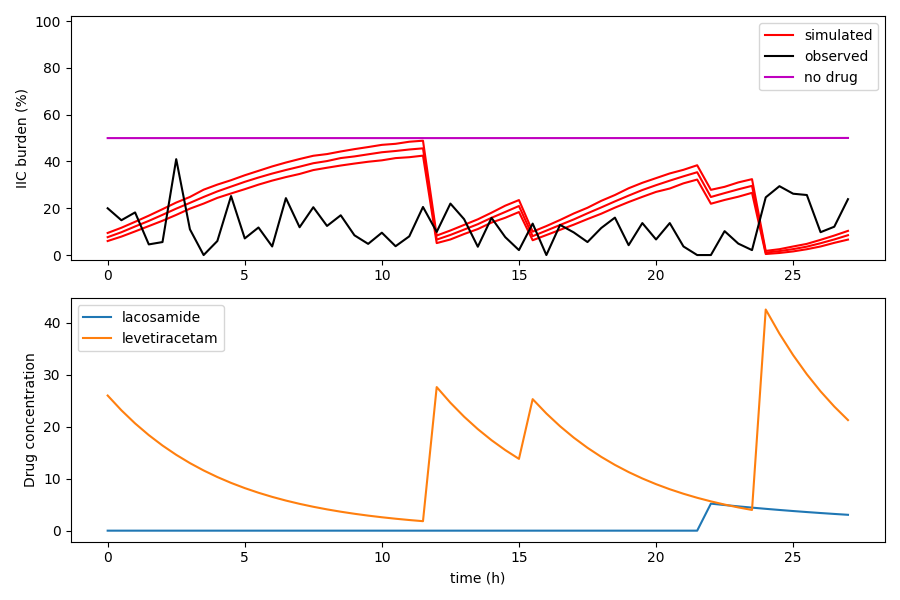 100
80
60
40
20
0
IIC burden (%)
simulated
observed
no drug
0 5 10 15 20 25
40
30
20
10
0
Drug concentration
lacosamide
levetiracetam
0 5 10 15 20 25
time (h)